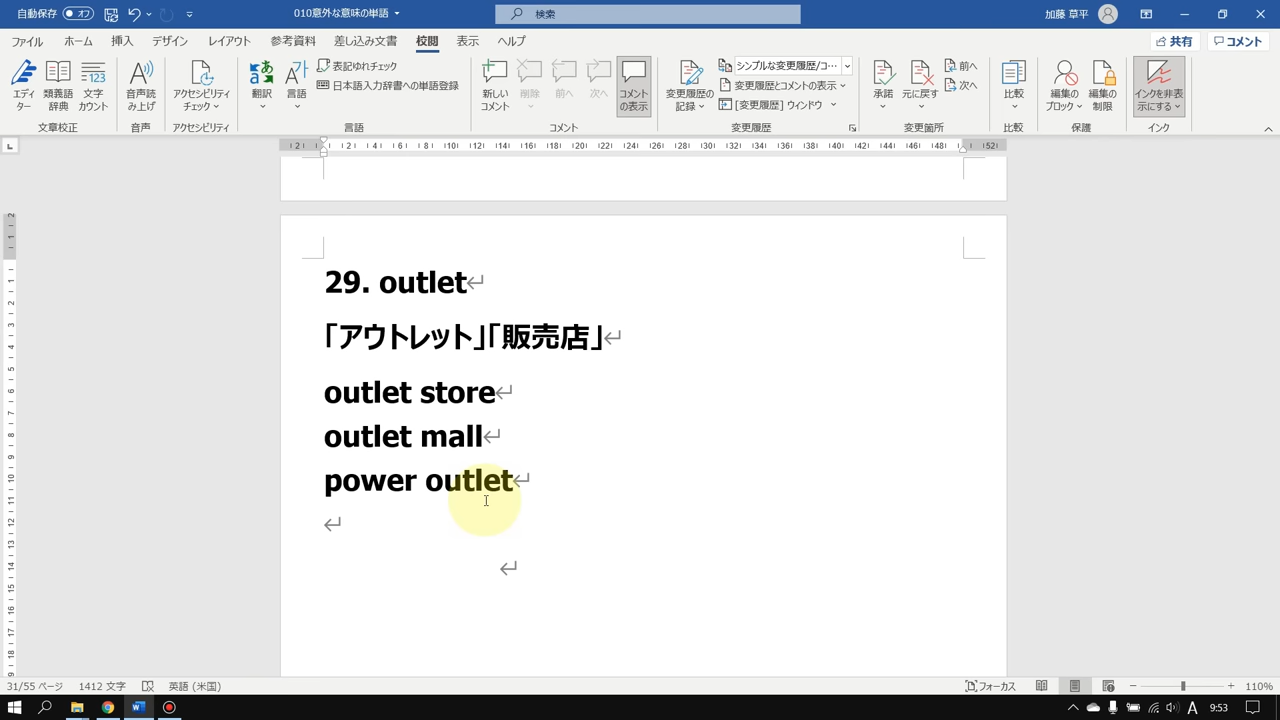 自動保存 オフ 010意外な意味の単語 検索 加藤 草平
ファイル ホーム 挿入 デザイン レイアウト 参考資料 差し込み文書 校閲 表示 ヘルプ 共有 コメント
エディター 類義語辞典 文字カウント 音声読み上げ アクセシビリティチェック 翻訳 言語 表記ゆれチェック 日本語入力辞書への単語登録 新しいコメント 削除 前へ 次へ コメントの表示 変更履歴の記録 シンプルな変更履歴/コ… 変更履歴とコメントの表示 [変更履歴] ウィンドウ 承諾 元に戻す 前へ 次へ 比較 編集のブロック 編集の制限 インクを非表示にする
文章校正 音声 アクセシビリティ 言語 コメント 変更履歴 変更箇所 比較 保護 インク
29. outlet
「アウトレット」「販売店」
outlet store
outlet mall
power outlet
31/55 ページ 1412 文字 英語 (米国) フォーカス 110%
A 9:53